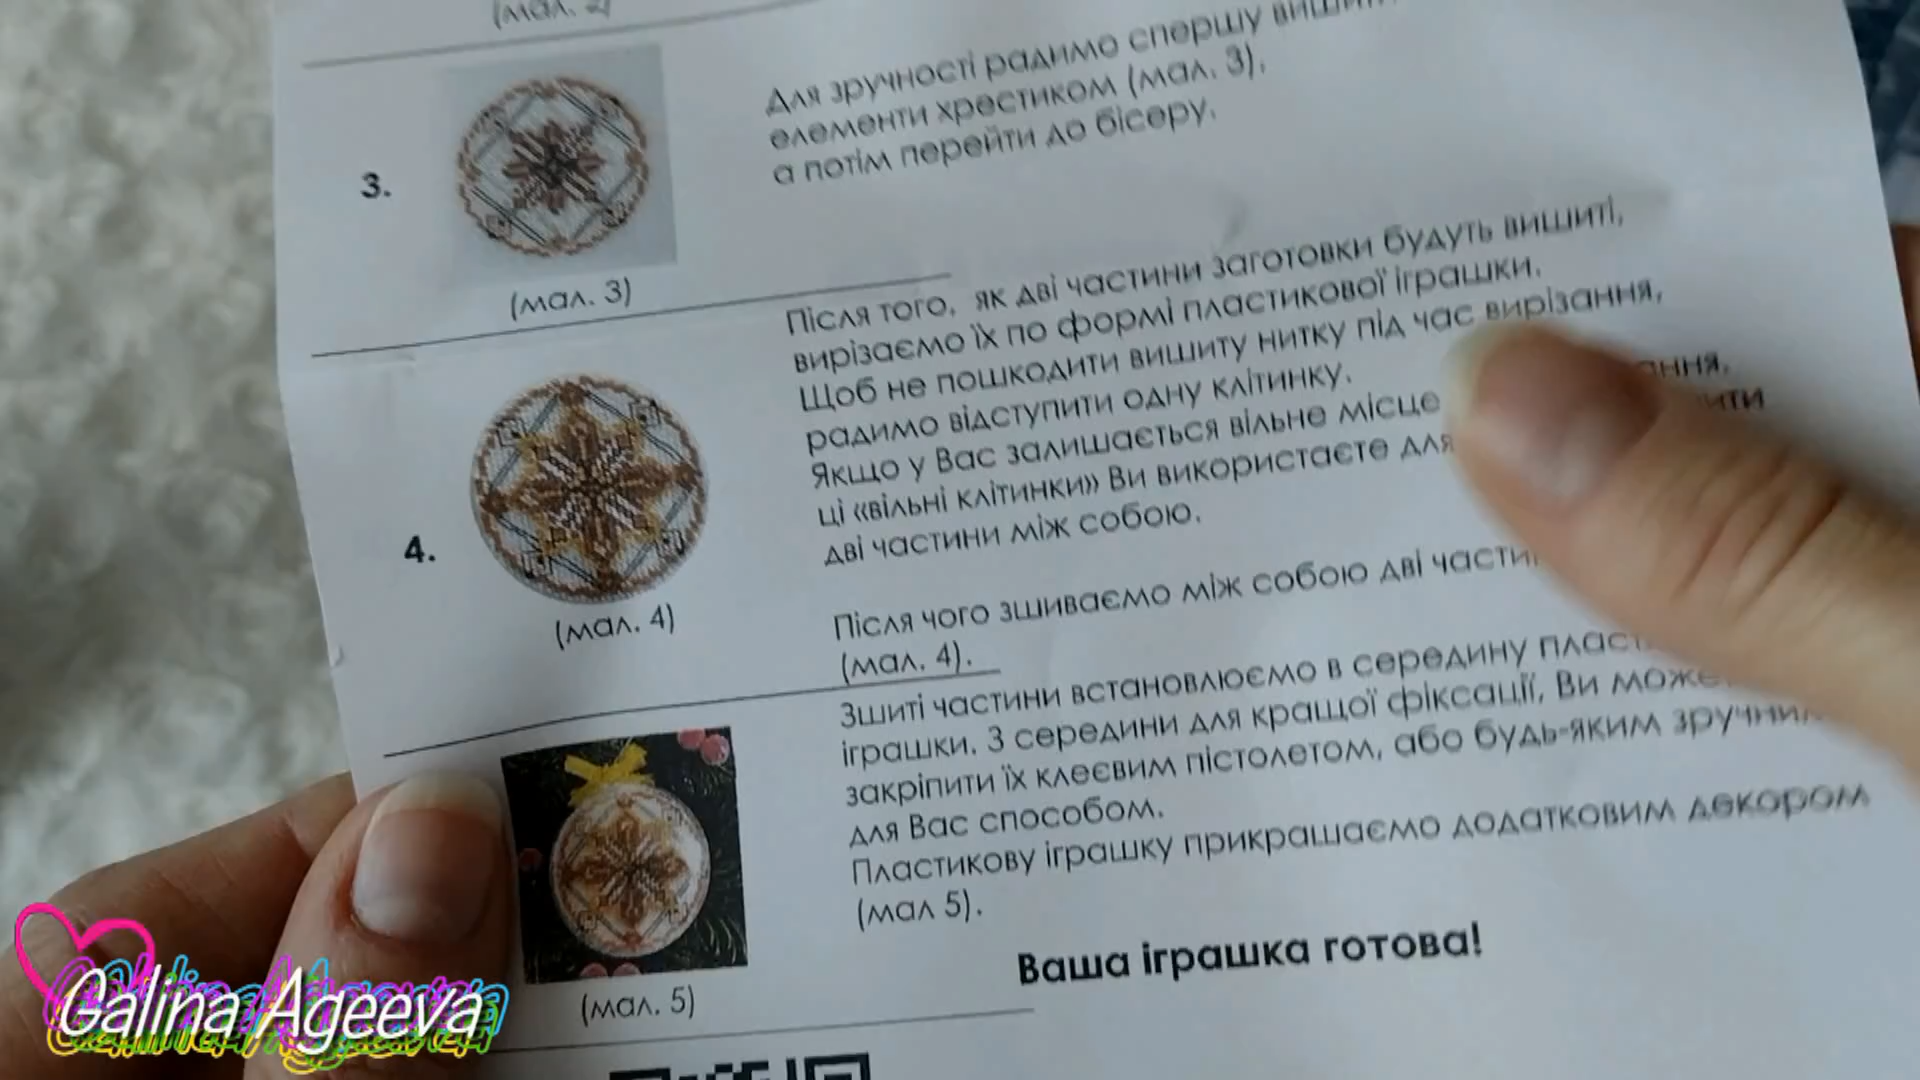 (мал. 2)
Для зручності радимо спершу
елементи хрестиком (мал. 3),
а потім перейти до бісеру.
3.
(мал. 3)
Після того, як дві частини заготовки будуть вишиті,
вирізаємо їх по формі пластикової іграшки.
Щоб не пошкодити вишиту нитку під час вирізання,
радимо відступити одну клітинку.
Якщо у Вас залишається вільне місце
ці «вільні клітинки» Ви використаєте для
дві частини між собою.
4.
(мал. 4)
Після чого зшиваємо між собою дві
(мал. 4).
Зшиті частини встановлюємо в середину
іграшки. З середини для кращої фіксації, Ви
закріпити їх клеєвим пістолетом, або будь-яким
для Вас способом.
Пластикову іграшку прикрашаємо додатковим декором
(мал 5).
(мал. 5)
Ваша іграшка готова!
Galina Ageeva